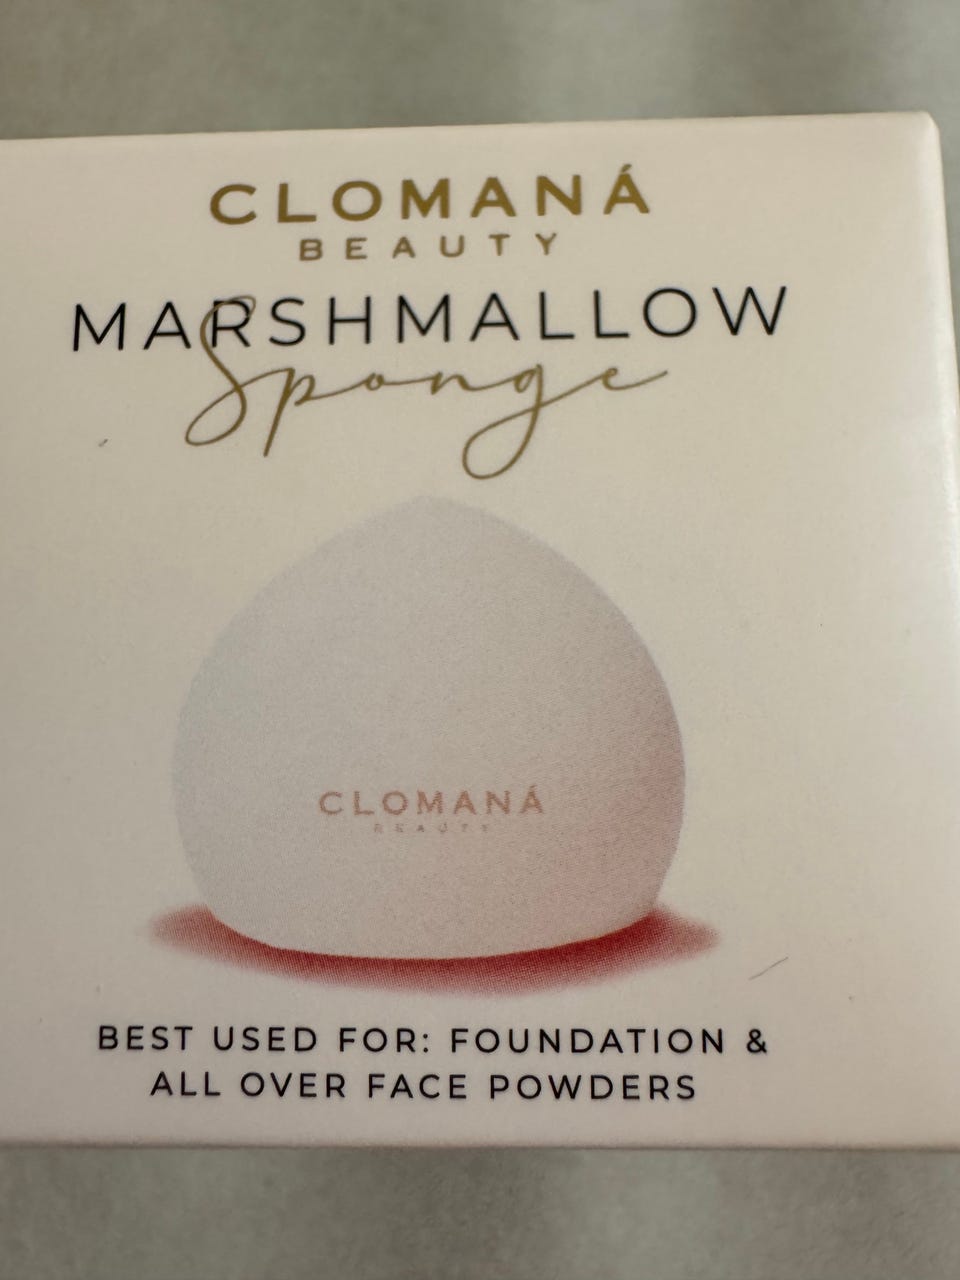 CLOMANÁ
BEAUTY
MARSHMALLOW
Sponge
CLOMANÁ
BEAUTY
BEST USED FOR: FOUNDATION &
ALL OVER FACE POWDERS